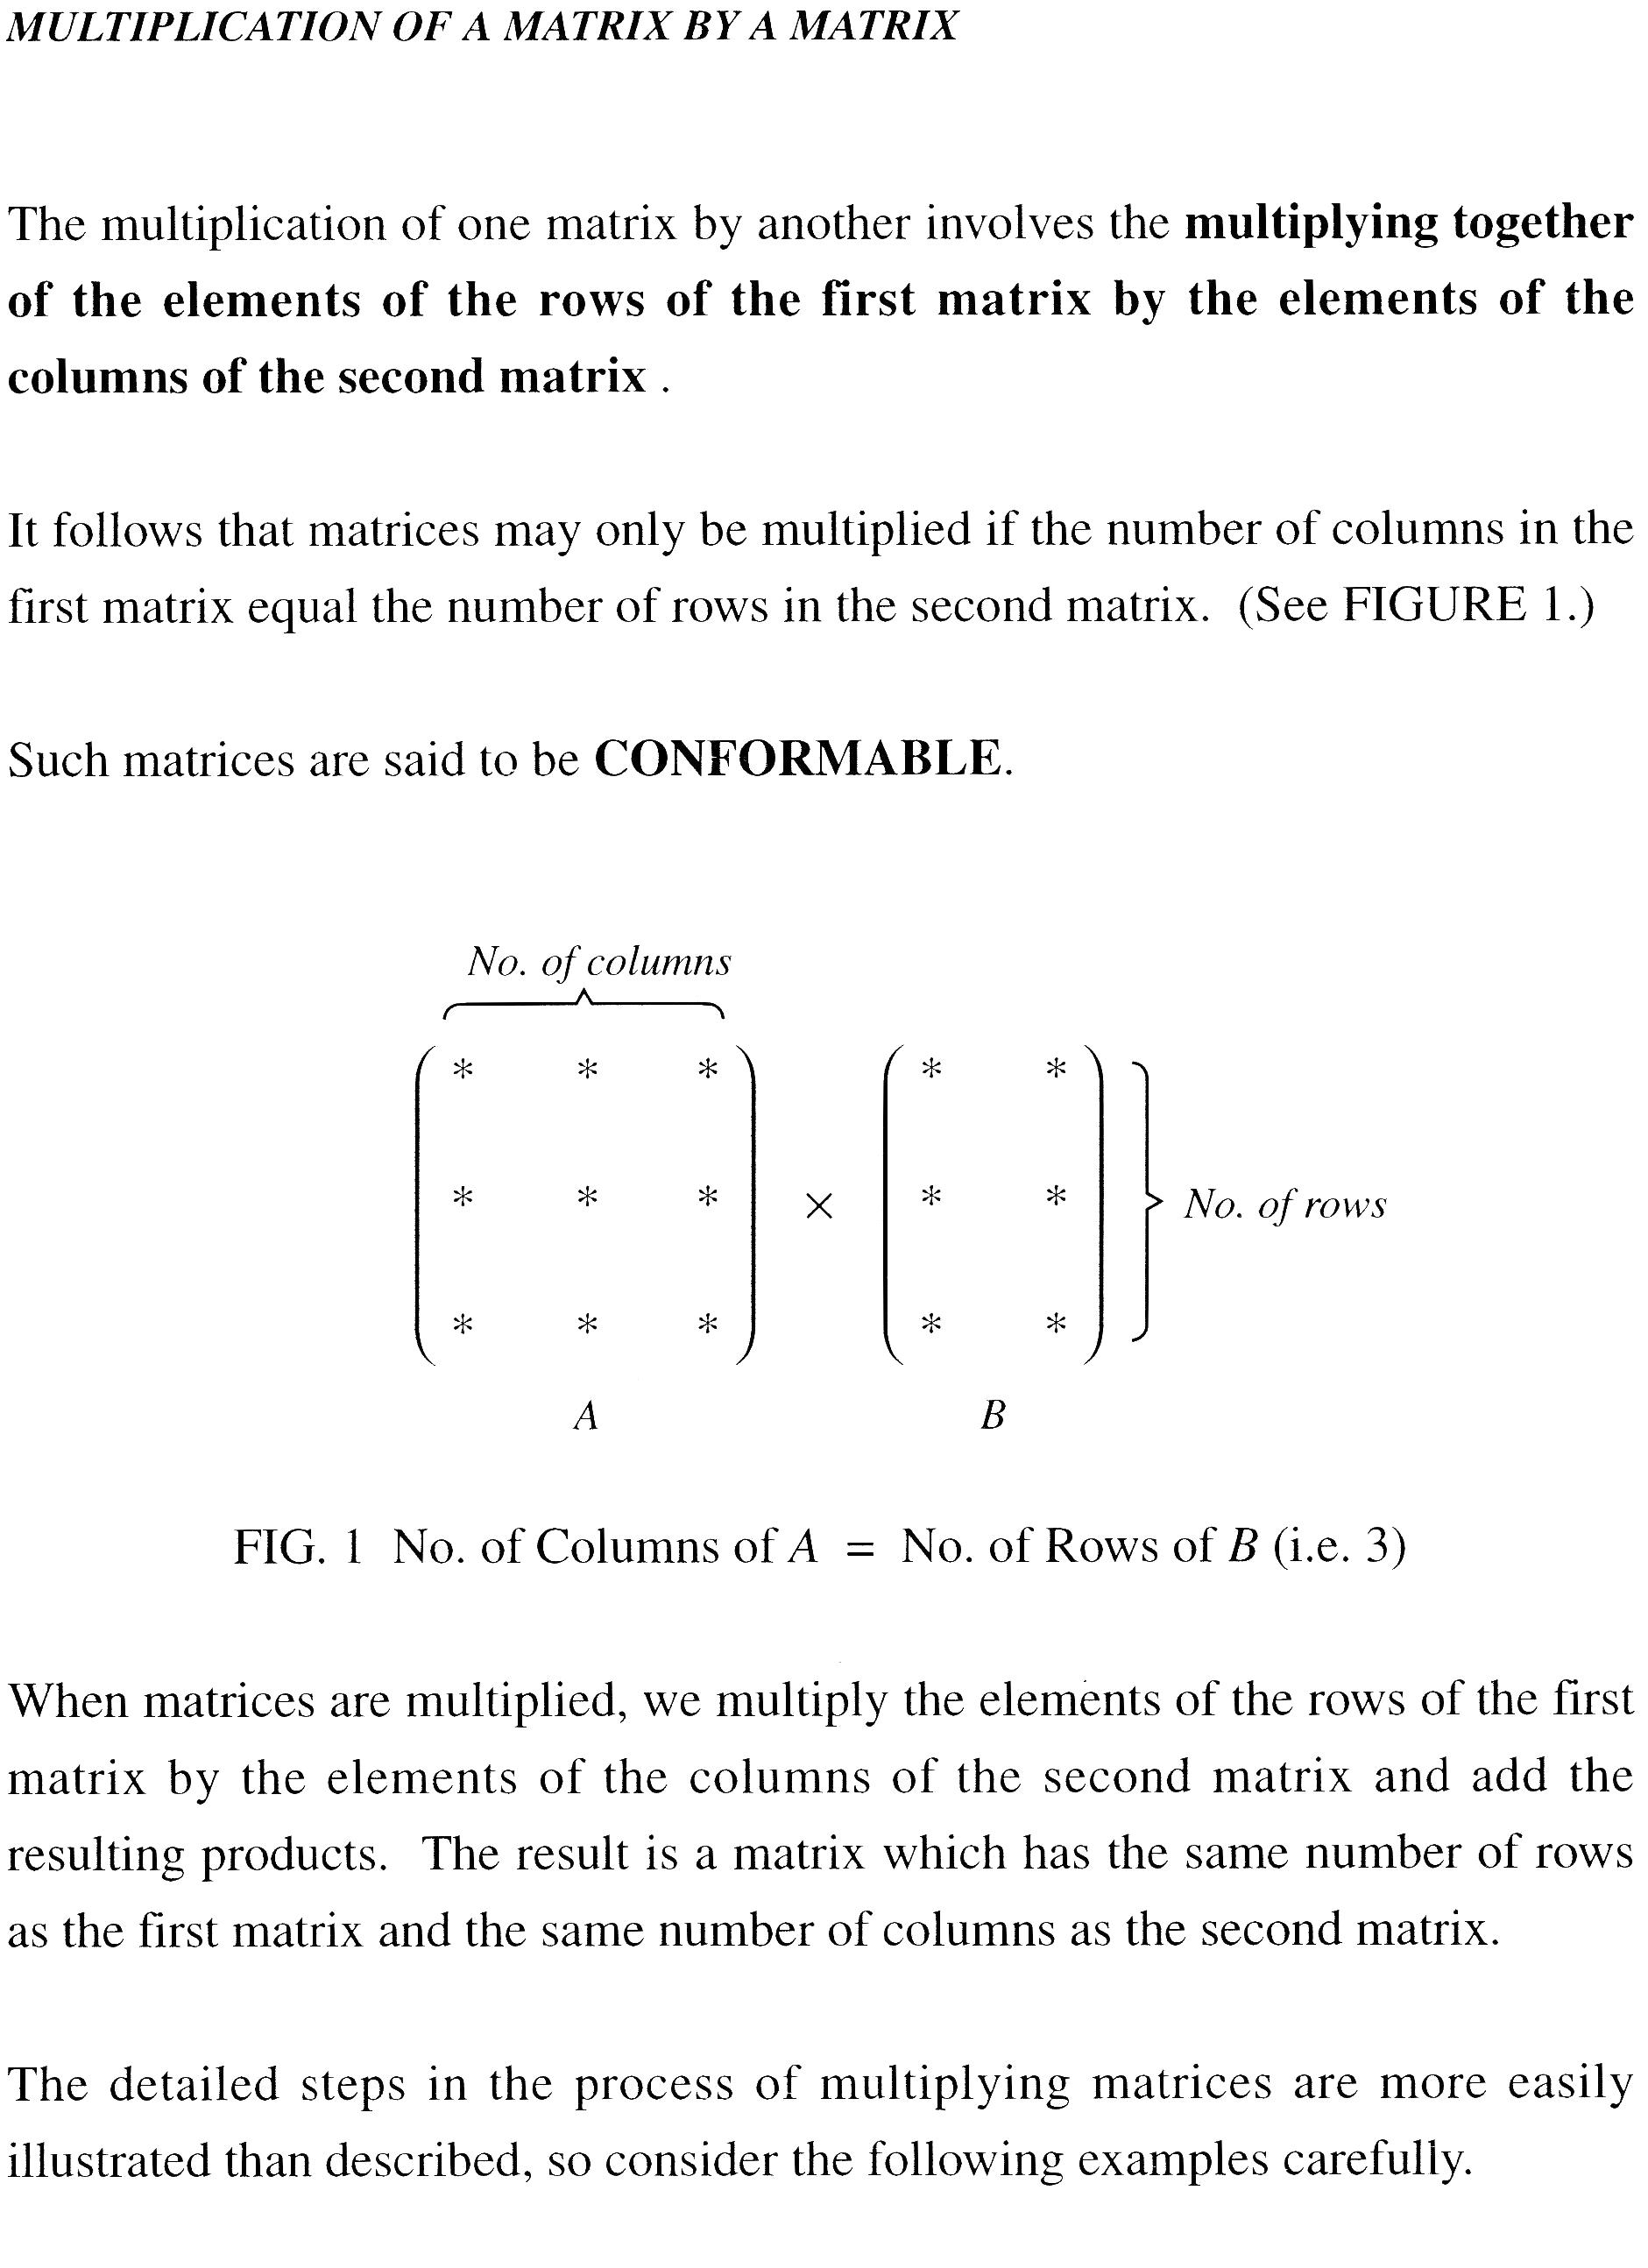 MULTIPLICATION OF A MATRIX BY A MATRIX
The multiplication of one matrix by another involves the multiplying together
of the elements of the rows of the first matrix by the elements of the
columns of the second matrix .
It follows that matrices may only be multiplied if the number of columns in the
first matrix equal the number of rows in the second matrix. (See FIGURE 1.)
Such matrices are said to be CONFORMABLE.
No. of columns
* * * * *
* * * × * * No. of rows
* * * * *
A B
FIG. 1 No. of Columns of A = No. of Rows of B (i.e. 3)
When matrices are multiplied, we multiply the elements of the rows of the first
matrix by the elements of the columns of the second matrix and add the
resulting products. The result is a matrix which has the same number of rows
as the first matrix and the same number of columns as the second matrix.
The detailed steps in the process of multiplying matrices are more easily
illustrated than described, so consider the following examples carefully.